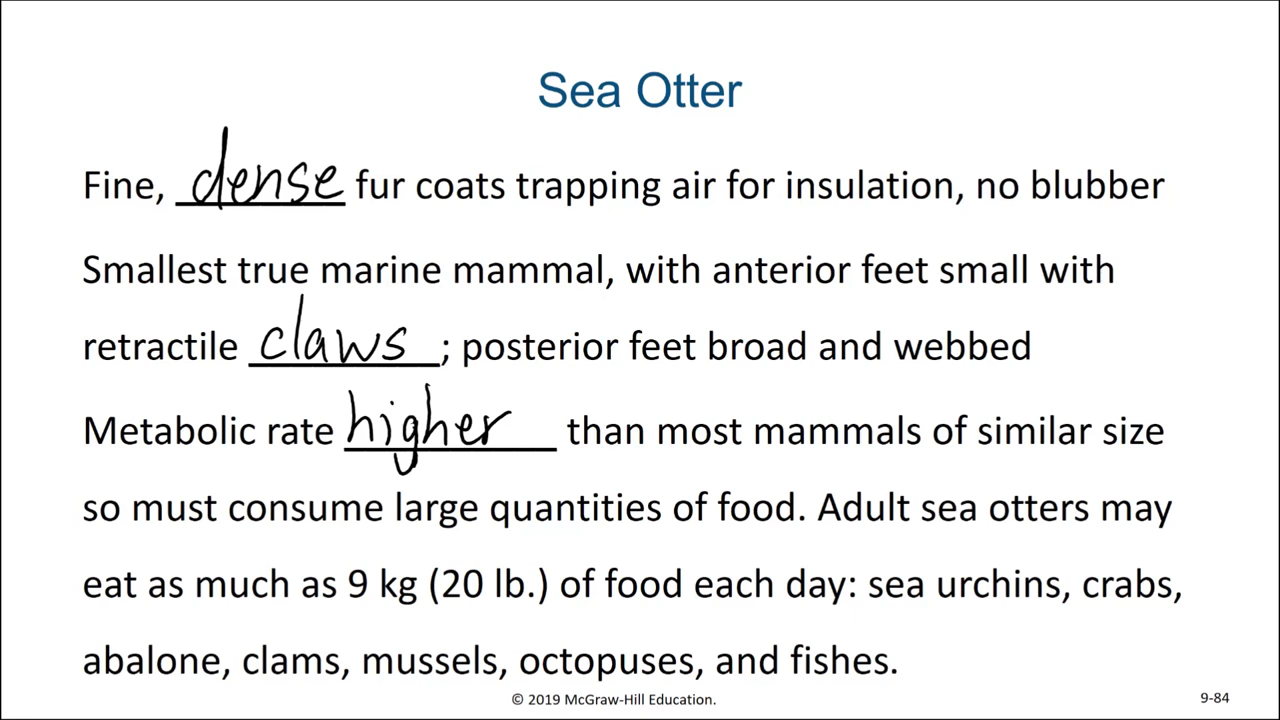 Sea Otter
Fine, dense fur coats trapping air for insulation, no blubber
Smallest true marine mammal, with anterior feet small with
retractile claws; posterior feet broad and webbed
Metabolic rate higher than most mammals of similar size
so must consume large quantities of food. Adult sea otters may
eat as much as 9 kg (20 lb.) of food each day: sea urchins, crabs,
abalone, clams, mussels, octopuses, and fishes.
© 2019 McGraw-Hill Education.
9-84